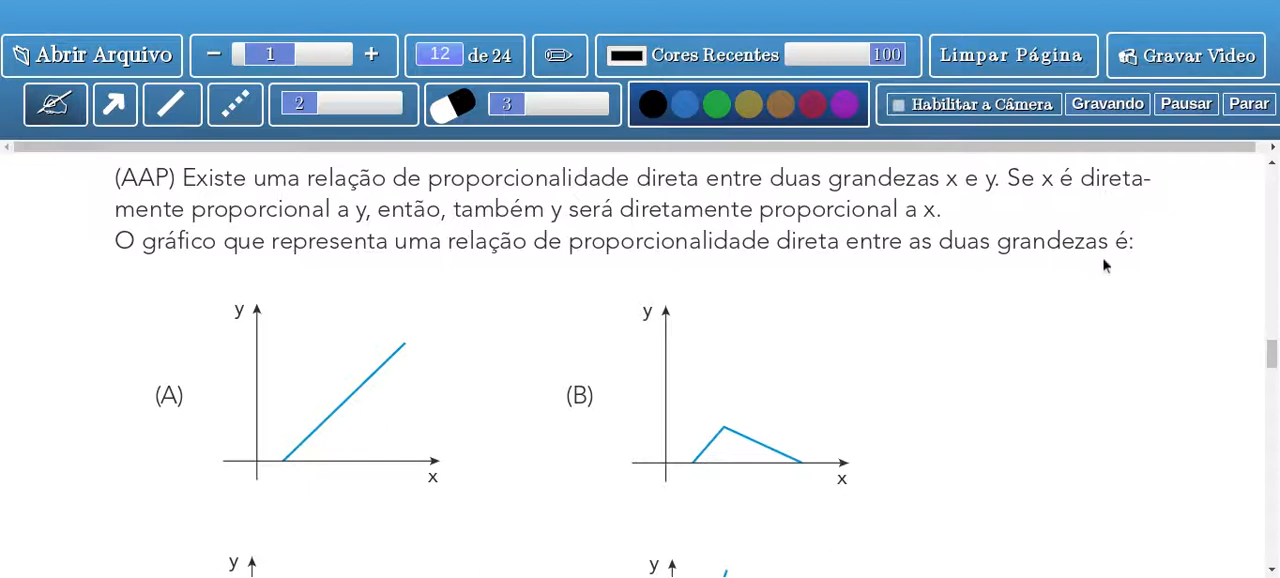 Abrir Arquivo
− 1 +
12 de 24
Cores Recentes 100
Limpar Página
Gravar Video
2
3
Habilitar a Câmera
Gravando
Pausar
Parar
(AAP) Existe uma relação de proporcionalidade direta entre duas grandezas x e y. Se x é direta-
mente proporcional a y, então, também y será diretamente proporcional a x.
O gráfico que representa uma relação de proporcionalidade direta entre as duas grandezas é:
y
y
(A)
(B)
x
x
y
y